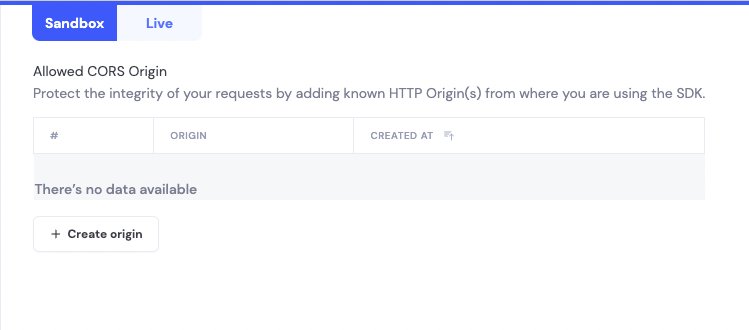 Sandbox Live
Allowed CORS Origin
Protect the integrity of your requests by adding known HTTP Origin(s) from where you are using the SDK.
# ORIGIN CREATED AT
There's no data available
+ Create origin